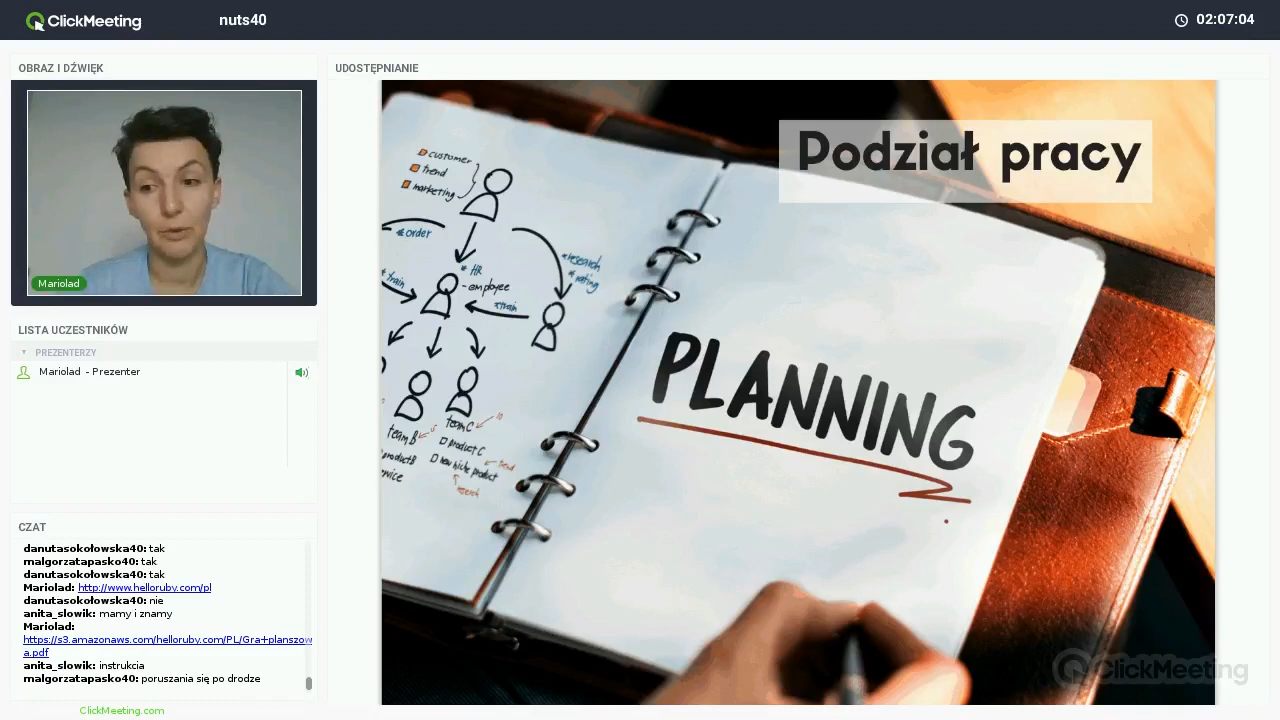 ClickMeeting
nuts40
02:07:04
OBRAZ I DŹWIĘK
Mariolad
LISTA UCZESTNIKÓW
PREZENTERZY
Mariolad - Prezenter
CZAT
danutasokołowska40: tak
malgorzatapasko40: tak
danutasokołowska40: tak
Mariolad: http://www.helloruby.com/pl
danutasokołowska40: nie
anita_slowik: mamy i znamy
Mariolad:
https://s3.amazonaws.com/helloruby.com/PL/Gra+planszow
a.pdf
anita_slowik: instrukcja
malgorzatapasko40: poruszania się po drodze
ClickMeeting.com
UDOSTĘPNIANIE
Podział pracy
customer
trend
marketing
order
research
rating
HR
employee
train
train
team B
team C
product B
product C
new niche product
trend
research
PLANNING
ClickMeeting